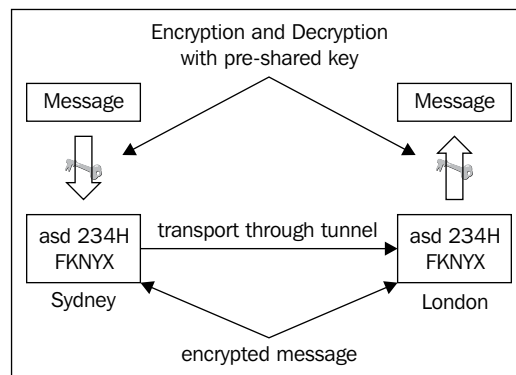 Encryption and Decryption
with pre-shared key
Message
Message
asd 234H
FKNYX
transport through tunnel
asd 234H
FKNYX
Sydney
London
encrypted message